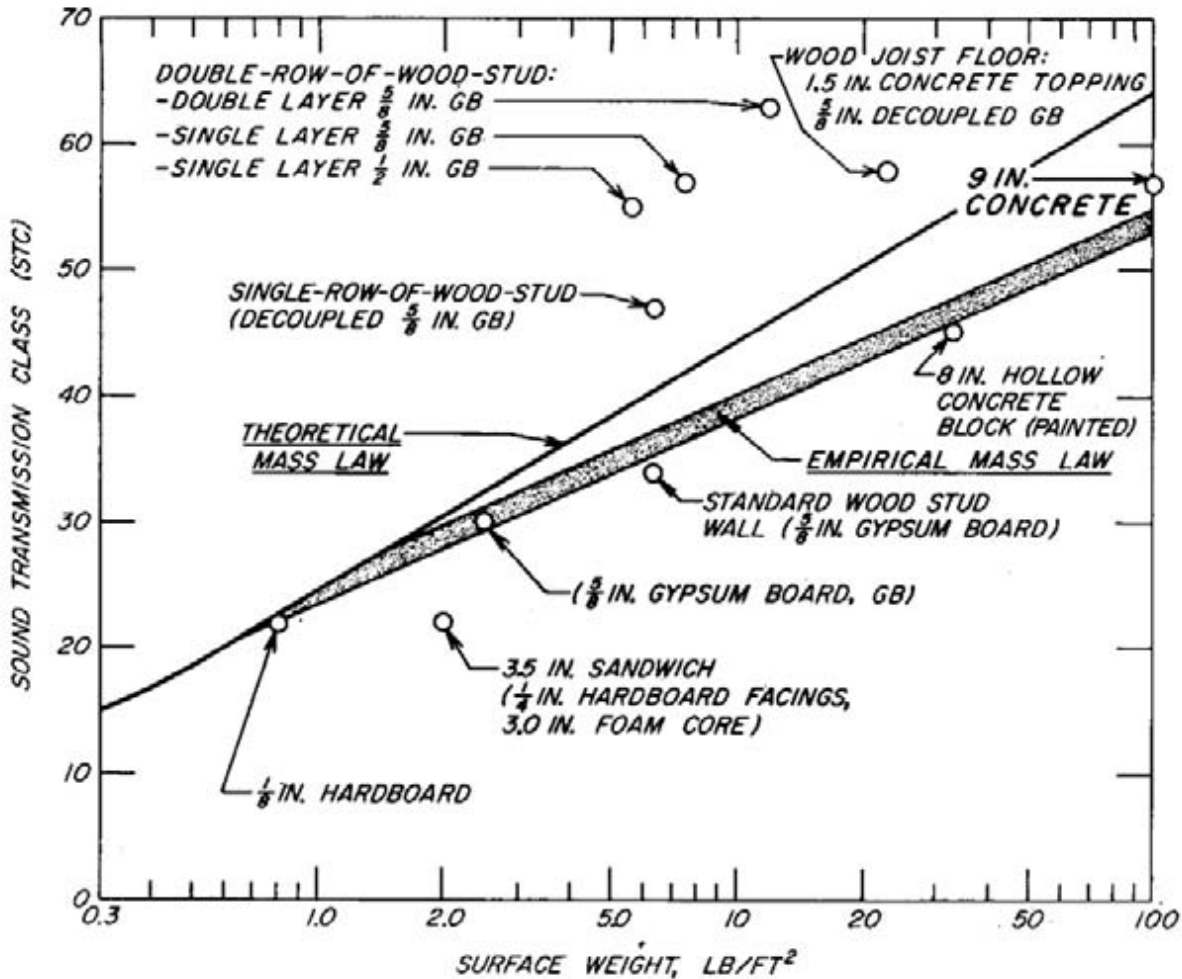 70
60
50
40
30
20
10
0
SOUND TRANSMISSION CLASS (STC)
DOUBLE-ROW-OF-WOOD-STUD:
-DOUBLE LAYER 5/8 IN. GB
-SINGLE LAYER 5/8 IN. GB
-SINGLE LAYER 1/2 IN. GB
WOOD JOIST FLOOR:
1.5 IN. CONCRETE TOPPING
5/8 IN. DECOUPLED GB
9 IN.
CONCRETE
SINGLE-ROW-OF-WOOD-STUD
(DECOUPLED 5/8 IN. GB)
8 IN. HOLLOW
CONCRETE
BLOCK (PAINTED)
THEORETICAL
MASS LAW
EMPIRICAL MASS LAW
STANDARD WOOD STUD
WALL (5/8 IN. GYPSUM BOARD)
(5/8 IN. GYPSUM BOARD, GB)
3.5 IN. SANDWICH
(1/4 IN. HARDBOARD FACINGS,
3.0 IN. FOAM CORE)
1/8 IN. HARDBOARD
0.3 1.0 2.0 5.0 10 20 50 100
SURFACE WEIGHT, LB/FT²